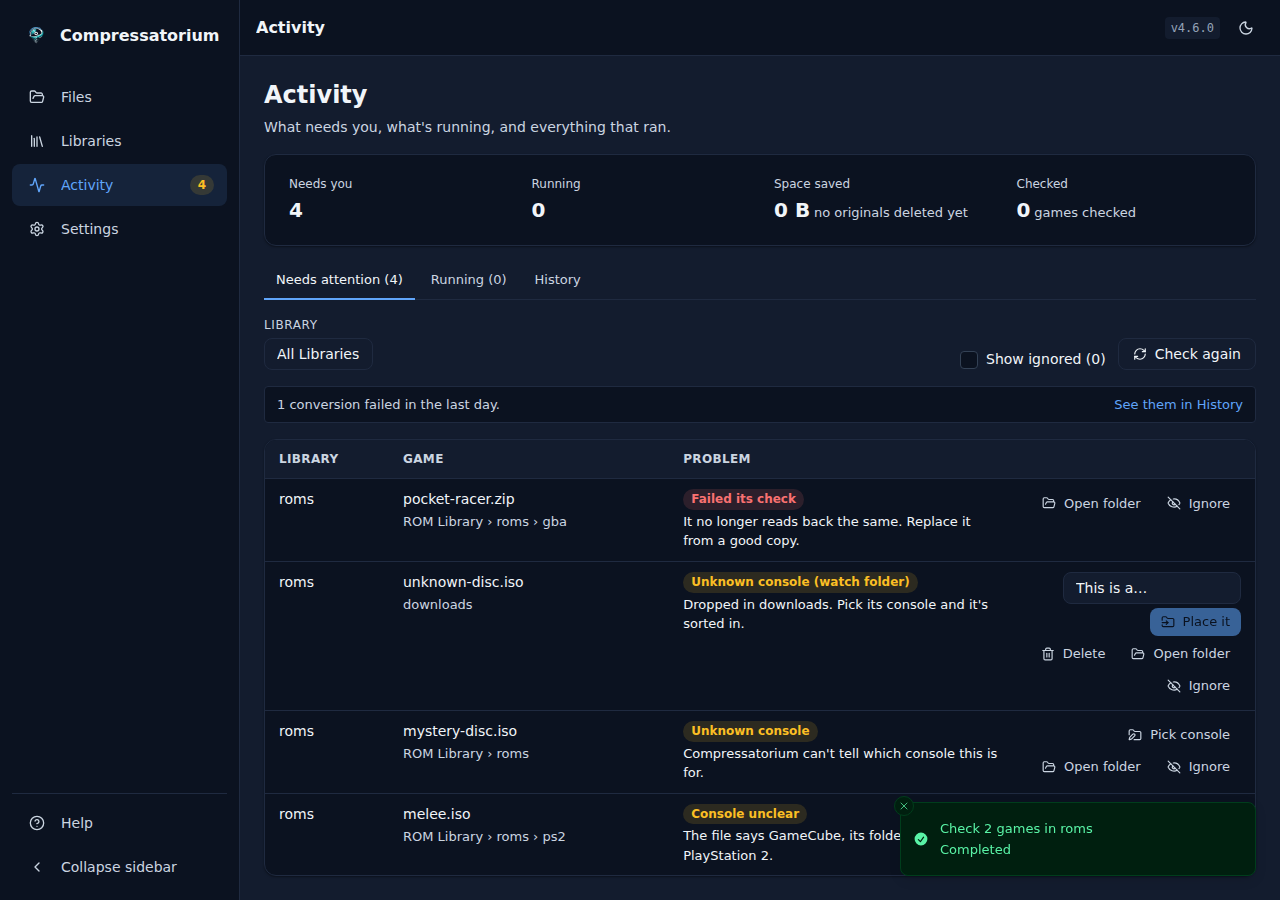 Compressatorium
Files
Libraries
Activity 4
Settings
Help
Collapse sidebar
Activity
v4.6.0
Activity
What needs you, what's running, and everything that ran.
Needs you
4
Running
0
Space saved
0 B no originals deleted yet
Checked
0 games checked
Needs attention (4)
Running (0)
History
LIBRARY
All Libraries
Show ignored (0)
Check again
1 conversion failed in the last day.
See them in History
LIBRARY GAME PROBLEM
roms
pocket-racer.zip
ROM Library › roms › gba
Failed its check
It no longer reads back the same. Replace it
from a good copy.
Open folder
Ignore
roms
unknown-disc.iso
downloads
Unknown console (watch folder)
Dropped in downloads. Pick its console and it's
sorted in.
This is a...
Place it
Delete
Open folder
Ignore
roms
mystery-disc.iso
ROM Library › roms
Unknown console
Compressatorium can't tell which console this is
for.
Pick console
Open folder
Ignore
roms
melee.iso
ROM Library › roms › ps2
Console unclear
The file says GameCube, its folde
PlayStation 2.
Check 2 games in roms
Completed